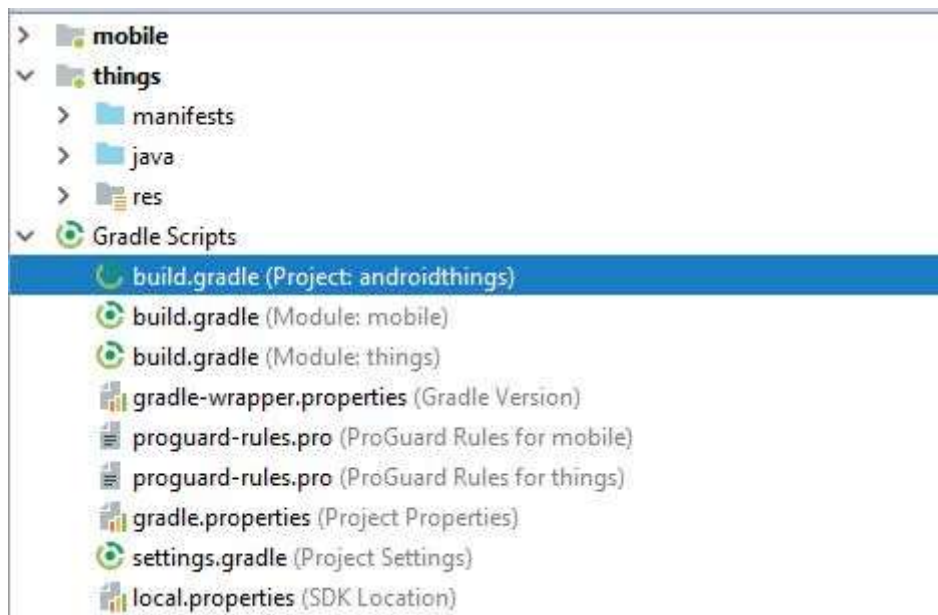 mobile
things
manifests
java
res
Gradle Scripts
build.gradle (Project: androidthings)
build.gradle (Module: mobile)
build.gradle (Module: things)
gradle-wrapper.properties (Gradle Version)
proguard-rules.pro (ProGuard Rules for mobile)
proguard-rules.pro (ProGuard Rules for things)
gradle.properties (Project Properties)
settings.gradle (Project Settings)
local.properties (SDK Location)